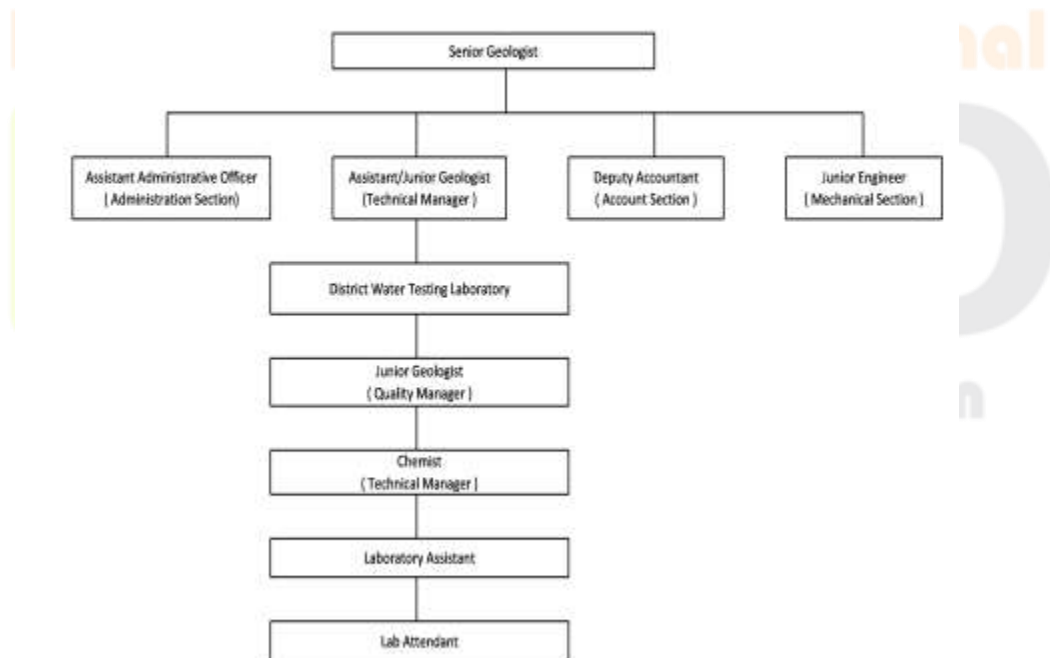 Senior Geologist
Assistant Administrative Officer
( Administration Section)
Assistant/Junior Geologist
(Technical Manager )
Deputy Accountant
( Account Section )
Junior Engineer
( Mechanical Section )
District Water Testing Laboratory
Junior Geologist
( Quality Manager )
Chemist
( Technical Manager )
Laboratory Assistant
Lab Attendant